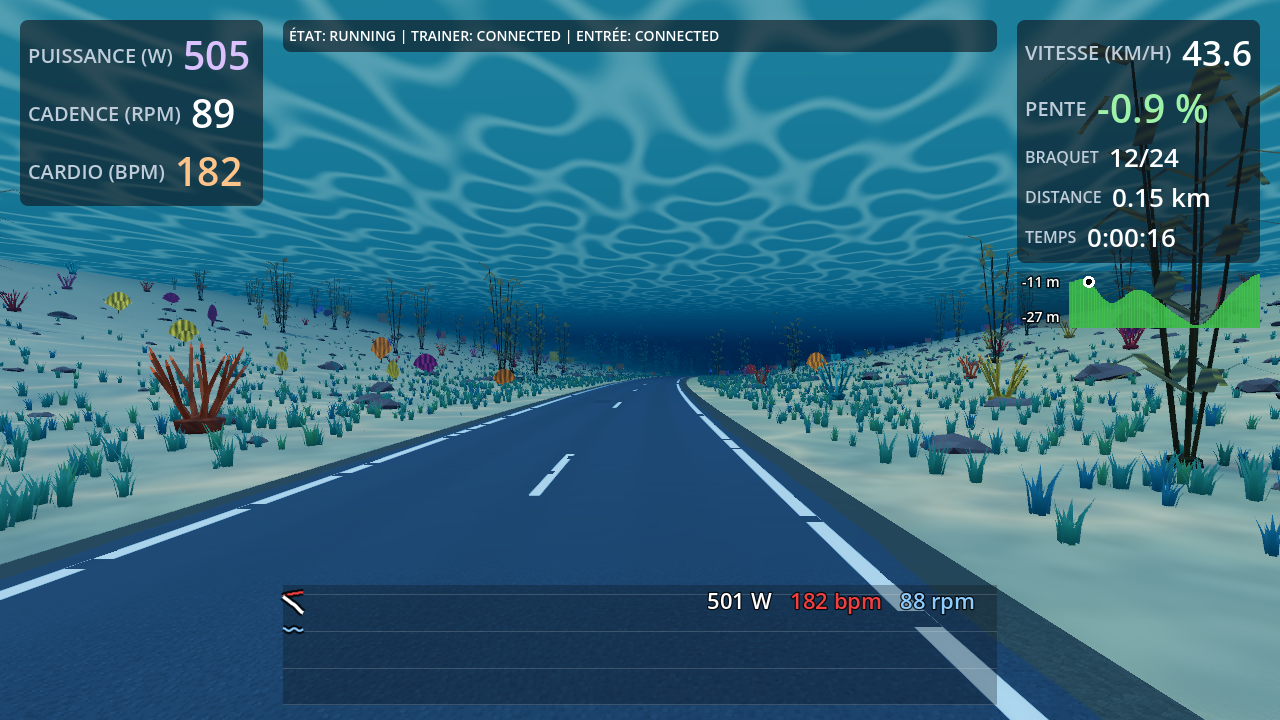 PUISSANCE (W) 505
CADENCE (RPM) 89
CARDIO (BPM) 182
ÉTAT: RUNNING | TRAINER: CONNECTED | ENTRÉE: CONNECTED
VITESSE (KM/H) 43.6
PENTE -0.9 %
BRAQUET 12/24
DISTANCE 0.15 km
TEMPS 0:00:16
-11 m
-27 m
501 W 182 bpm 88 rpm